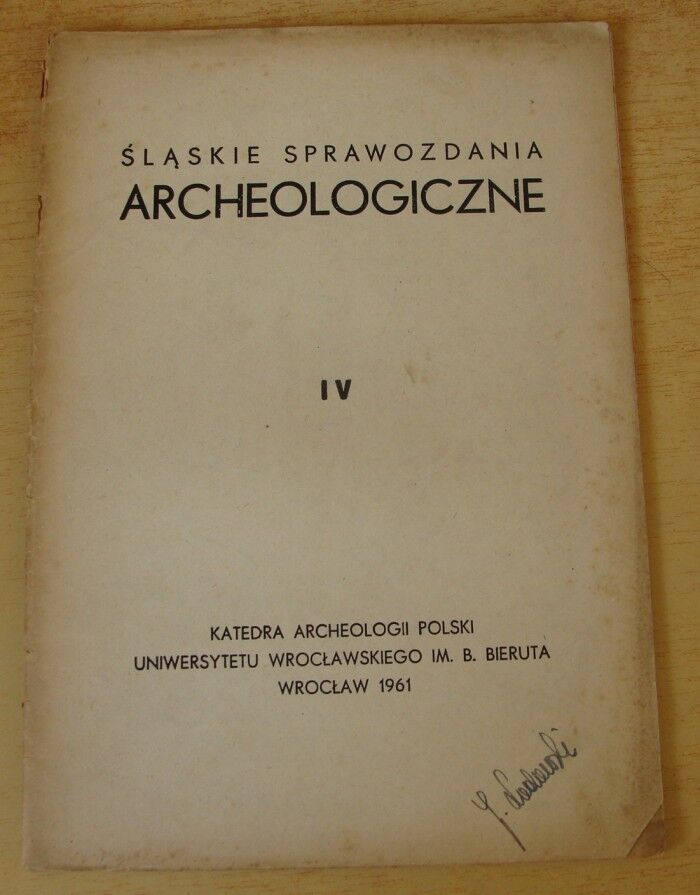 ŚLĄSKIE SPRAWOZDANIA
ARCHEOLOGICZNE
IV
KATEDRA ARCHEOLOGII POLSKI
UNIWERSYTETU WROCŁAWSKIEGO IM. B. BIERUTA
WROCŁAW 1961